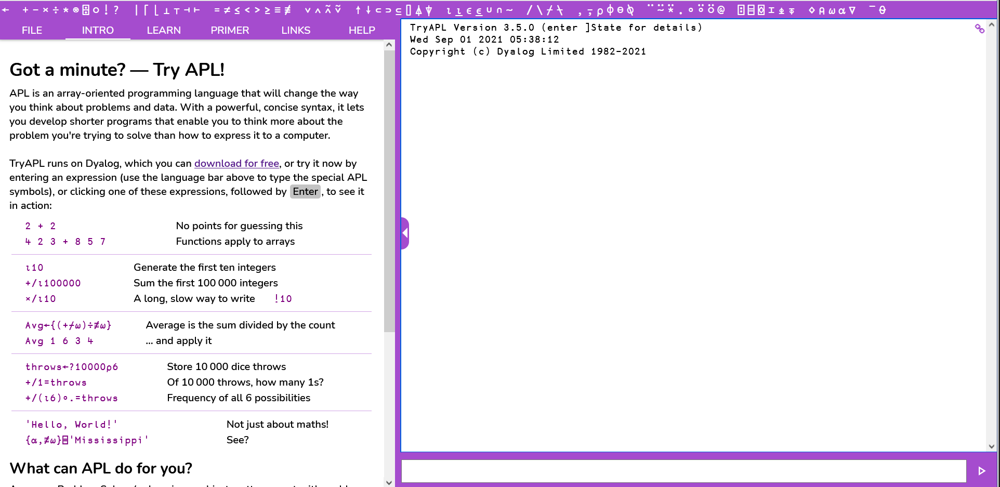 ← + - × ÷ * ⍟ ⌹ ○ ! ? | ⌈ ⌊ ⊥ ⊤ ⊣ ⊢ = ≠ ≤ < > ≥ ≡ ≢ ∨ ∧ ⍲ ⍱ ↑ ↓ ⊂ ⊃ ⊆ ⌷ ⍋ ⍒ ⍳ ⍸ ∊ ⍷ ∪ ∩ ~ / \ ⌿ ⍀ , ⍪ ⍴ ⌽ ⊖ ⍉ ¨ ⍨ ⍣ . ∘ ⍤ ⍥ @ ⍞ ⎕ ⍠ ⌸ ⌺ ⌶ ⍎ ⍕ ⋄ ⍝ ⍵ ⍺ ∇ ¯ ⍬
FILE INTRO LEARN PRIMER LINKS HELP
Got a minute? — Try APL!
APL is an array-oriented programming language that will change the way
you think about problems and data. With a powerful, concise syntax, it lets
you develop shorter programs that enable you to think more about the
problem you're trying to solve than how to express it to a computer.
TryAPL runs on Dyalog, which you can download for free, or try it now by
entering an expression (use the language bar above to type the special APL
symbols), or clicking one of these expressions, followed by Enter, to see it
in action:
2 + 2 No points for guessing this
4 2 3 + 8 5 7 Functions apply to arrays
⍳10 Generate the first ten integers
+/⍳100000 Sum the first 100 000 integers
×/⍳10 A long, slow way to write !10
Avg←{(+⌿⍵)÷≢⍵} Average is the sum divided by the count
Avg 1 6 3 4 ... and apply it
throws←?10000⍴6 Store 10 000 dice throws
+/1=throws Of 10 000 throws, how many 1s?
+/(⍳6)∘.=throws Frequency of all 6 possibilities
'Hello, World!' Not just about maths!
{⍺,≢⍵}⌸'Mississippi' See?
What can APL do for you?
TryAPL Version 3.5.0 (enter ]State for details)
Wed Sep 01 2021 05:38:12
Copyright (c) Dyalog Limited 1982-2021